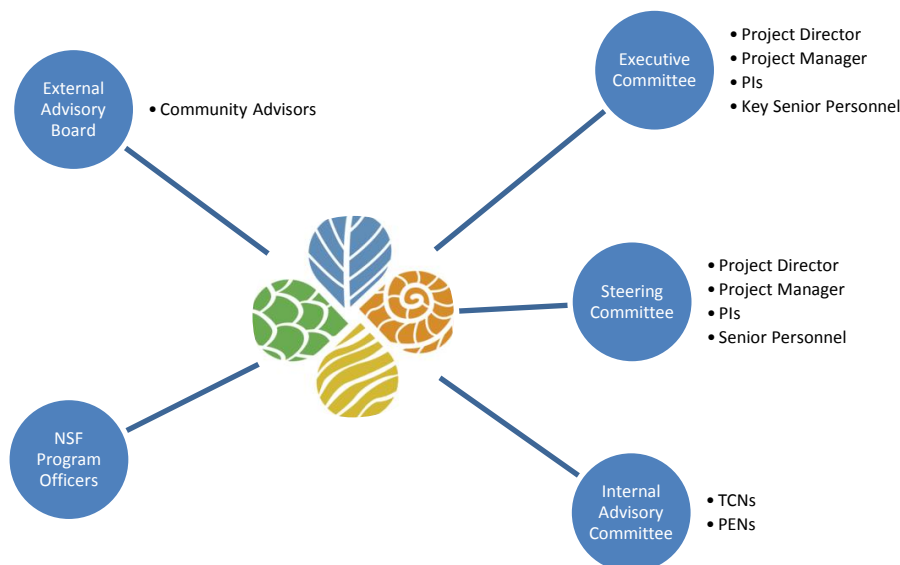 External
Advisory
Board
• Community Advisors
Executive
Committee
• Project Director
• Project Manager
• PIs
• Key Senior Personnel
Steering
Committee
• Project Director
• Project Manager
• PIs
• Senior Personnel
NSF
Program
Officers
Internal
Advisory
Committee
• TCNs
• PENs